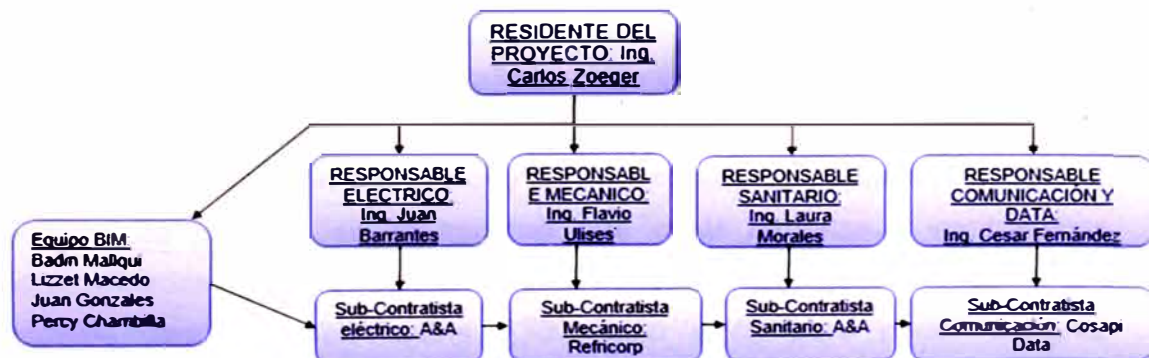 RESIDENTE DEL
PROYECTO: Ing.
Carlos Zoeger
RESPONSABLE
ELECTRICO:
Ing. Juan
Barrantes
RESPONSABL
E MECANICO:
Ing. Flavio
Ulises
RESPONSABLE
SANITARIO:
Ing. Laura
Morales
RESPONSABLE
COMUNICACIÓN Y
DATA:
Ing. Cesar Fernández
Equipo BIM:
Badin Mallqui
Lizzet Macedo
Juan Gonzales
Percy Chambilla
Sub-Contratista
eléctrico: A&A
Sub-Contratista
Mecánico:
Refricorp
Sub-Contratista
Sanitario: A&A
Sub-Contratista
Comunicación: Cosapi
Data